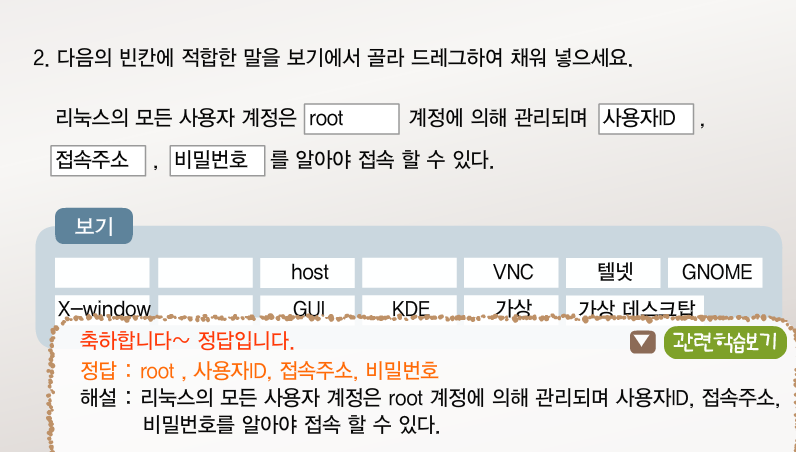 2. 다음의 빈칸에 적합한 말을 보기에서 골라 드레그하여 채워 넣으세요.
리눅스의 모든 사용자 계정은 root 계정에 의해 관리되며 사용자ID ,
접속주소 , 비밀번호 를 알아야 접속 할 수 있다.
보기
host VNC 텔넷 GNOME
X-window GUI KDE 가상 가상 데스크탑
축하합니다~ 정답입니다. 관련학습보기
정답 : root , 사용자ID, 접속주소, 비밀번호
해설 : 리눅스의 모든 사용자 계정은 root 계정에 의해 관리되며 사용자ID, 접속주소,
비밀번호를 알아야 접속 할 수 있다.